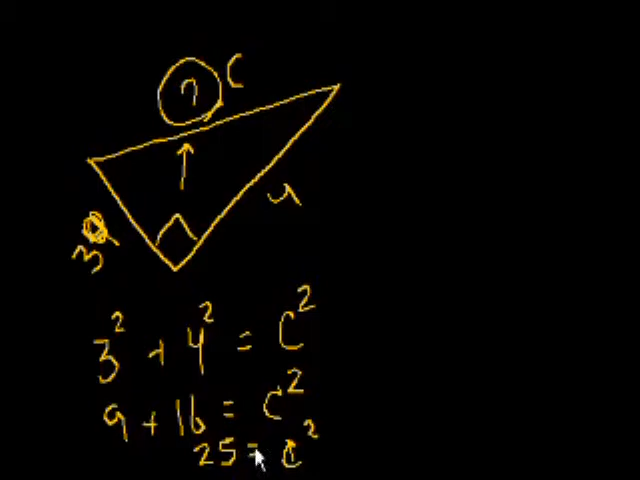 ? C
4
3
3² + 4² = C²
9 + 16 = C²
25 = C²